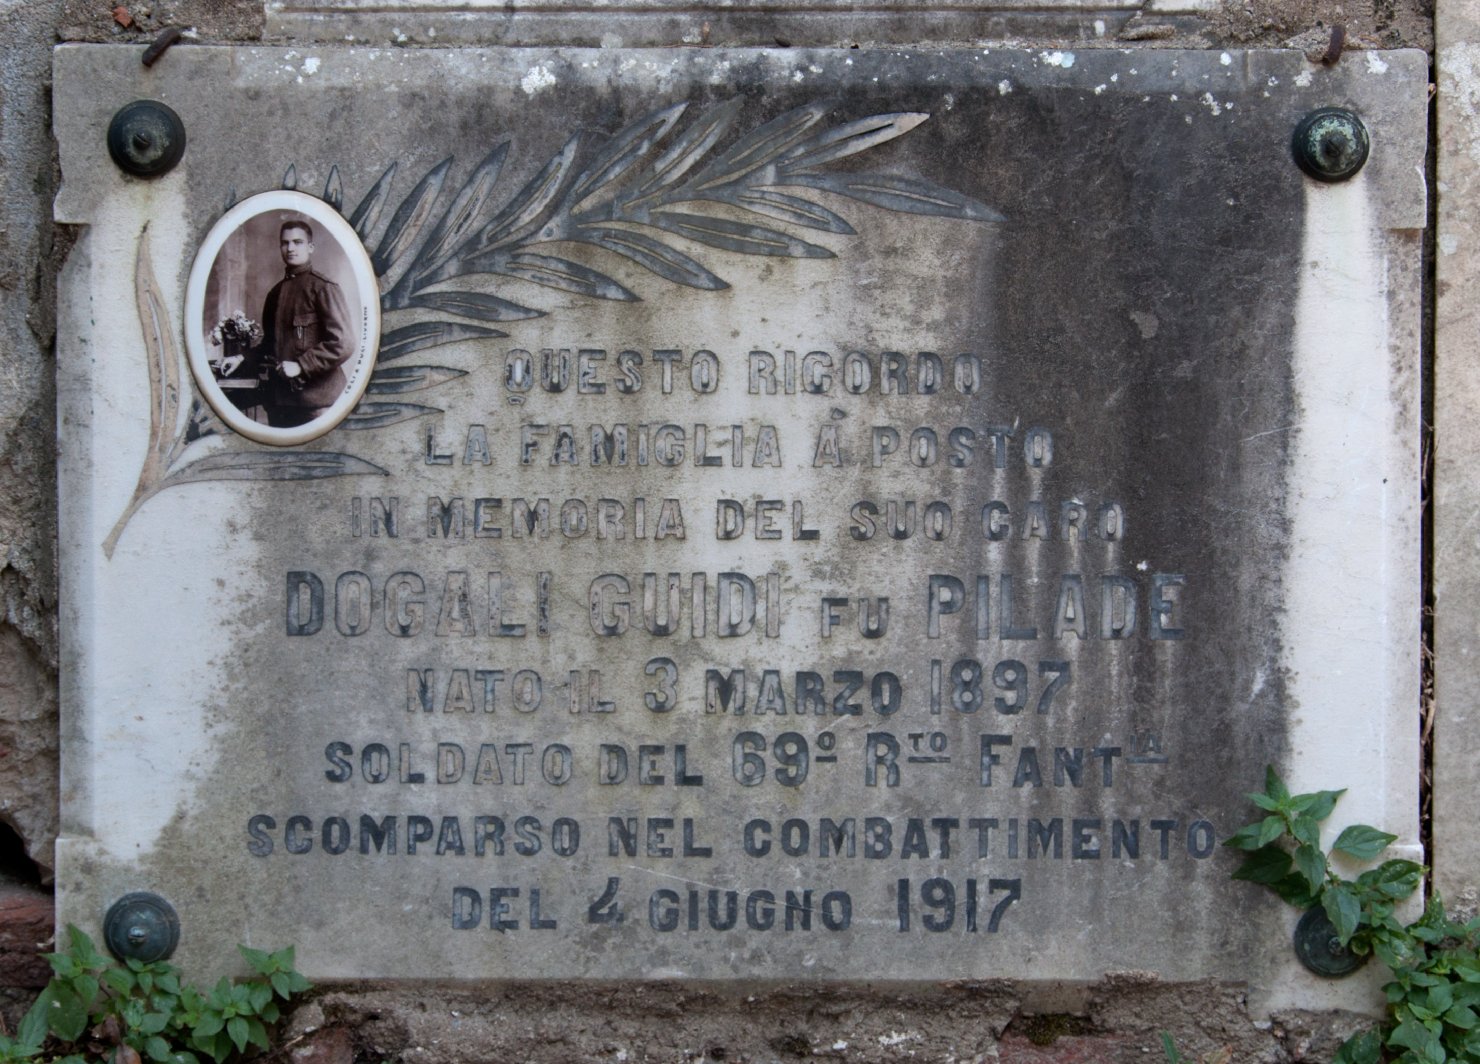 QUESTO RICORDO
LA FAMIGLIA À POSTO
IN MEMORIA DEL SUO CARO
DOGALI GUIDI FU PILADE
NATO IL 3 MARZO 1897
SOLDATO DEL 69º RTO FANTIA
SCOMPARSO NEL COMBATTIMENTO
DEL 4 GIUGNO 1917